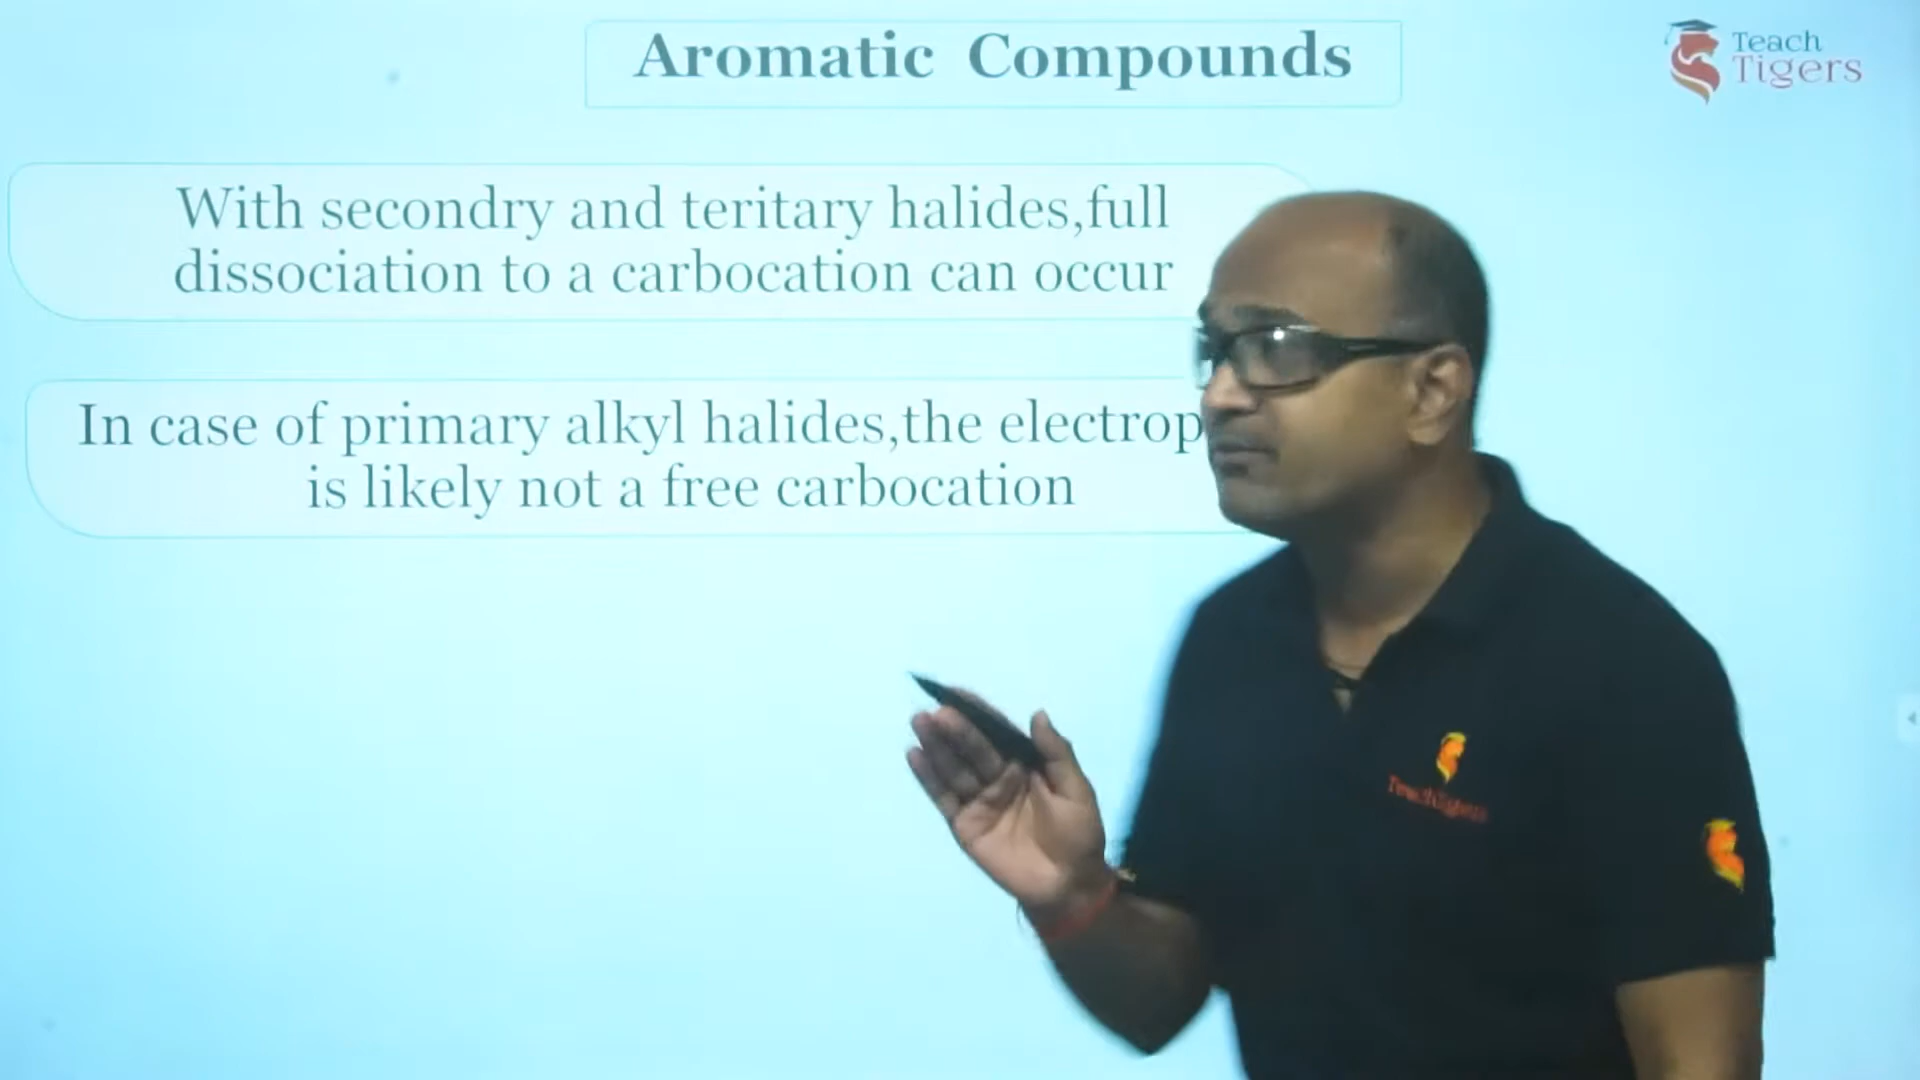 Aromatic Compounds
Teach
Tigers
With secondry and teritary halides,full
dissociation to a carbocation can occur
In case of primary alkyl halides,the electrop
is likely not a free carbocation
TeachTigers